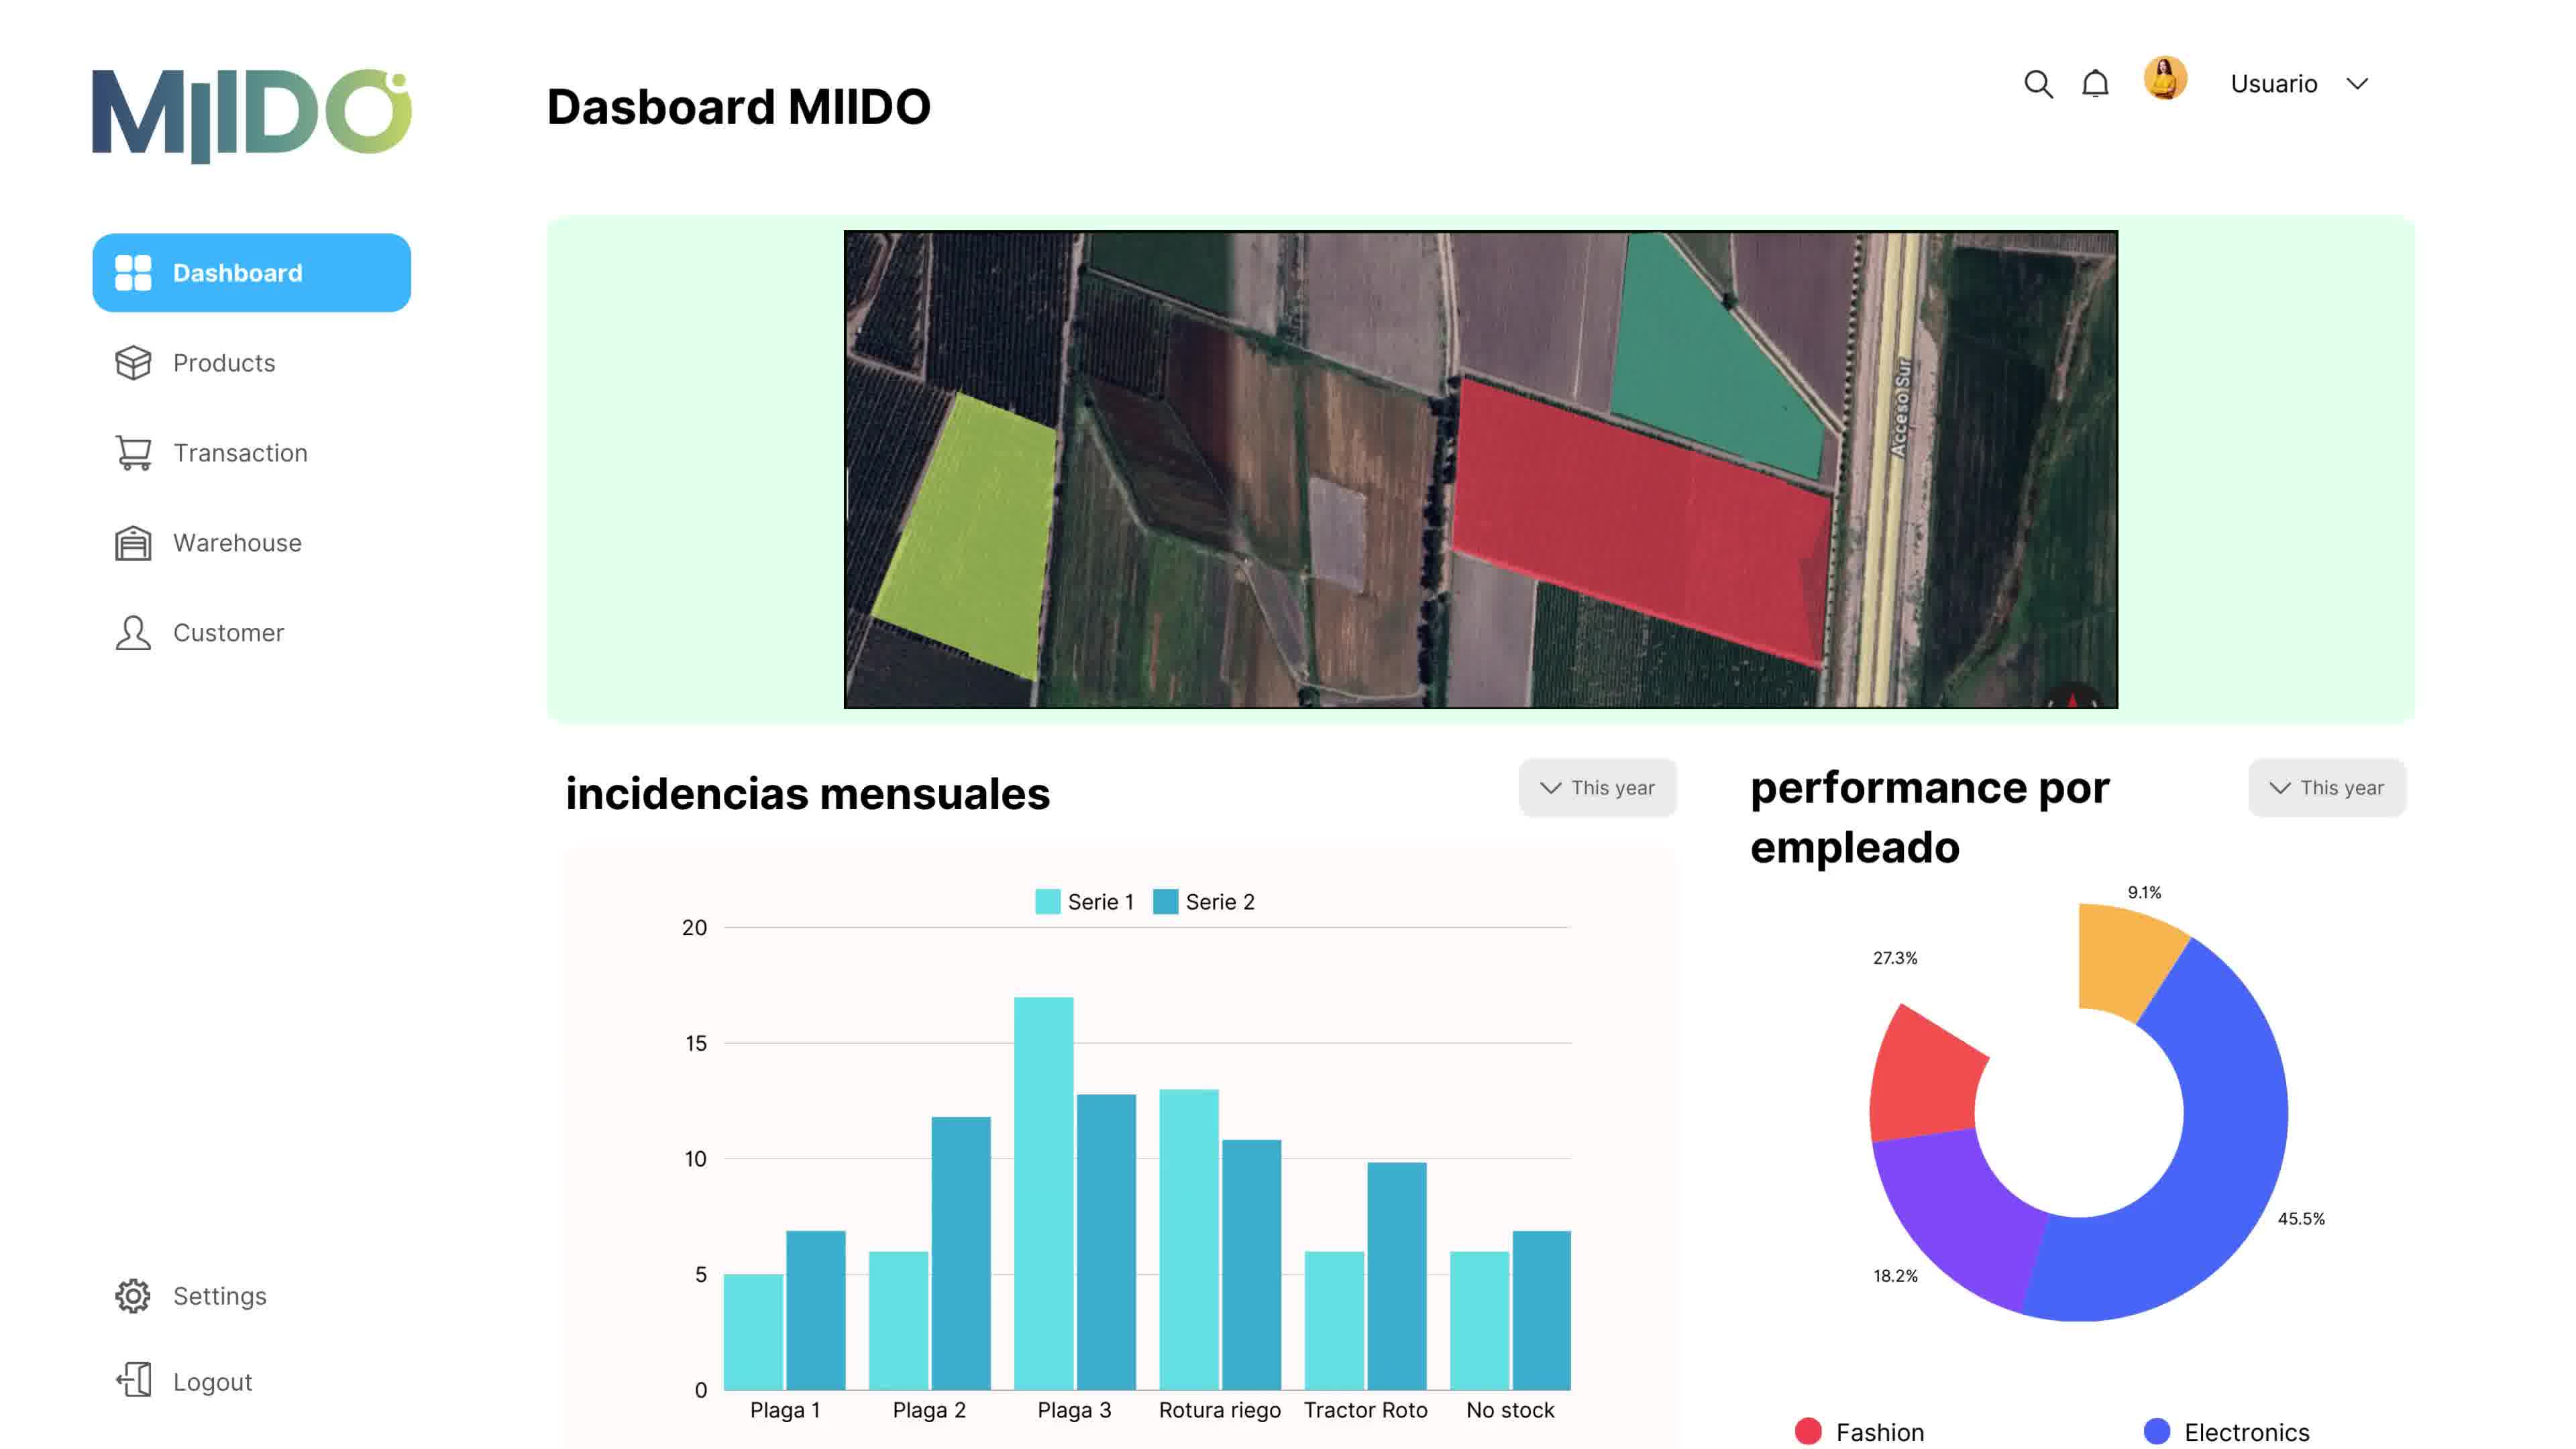 MIIDO
Dasboard MIIDO
Usuario
Dashboard
Products
Transaction
Warehouse
Customer
Settings
Logout
Acceso Sur
incidencias mensuales
This year
Serie 1 Serie 2
20
15
10
5
0
Plaga 1 Plaga 2 Plaga 3 Rotura riego Tractor Roto No stock
performance por
empleado
This year
9.1%
27.3%
45.5%
18.2%
Fashion Electronics